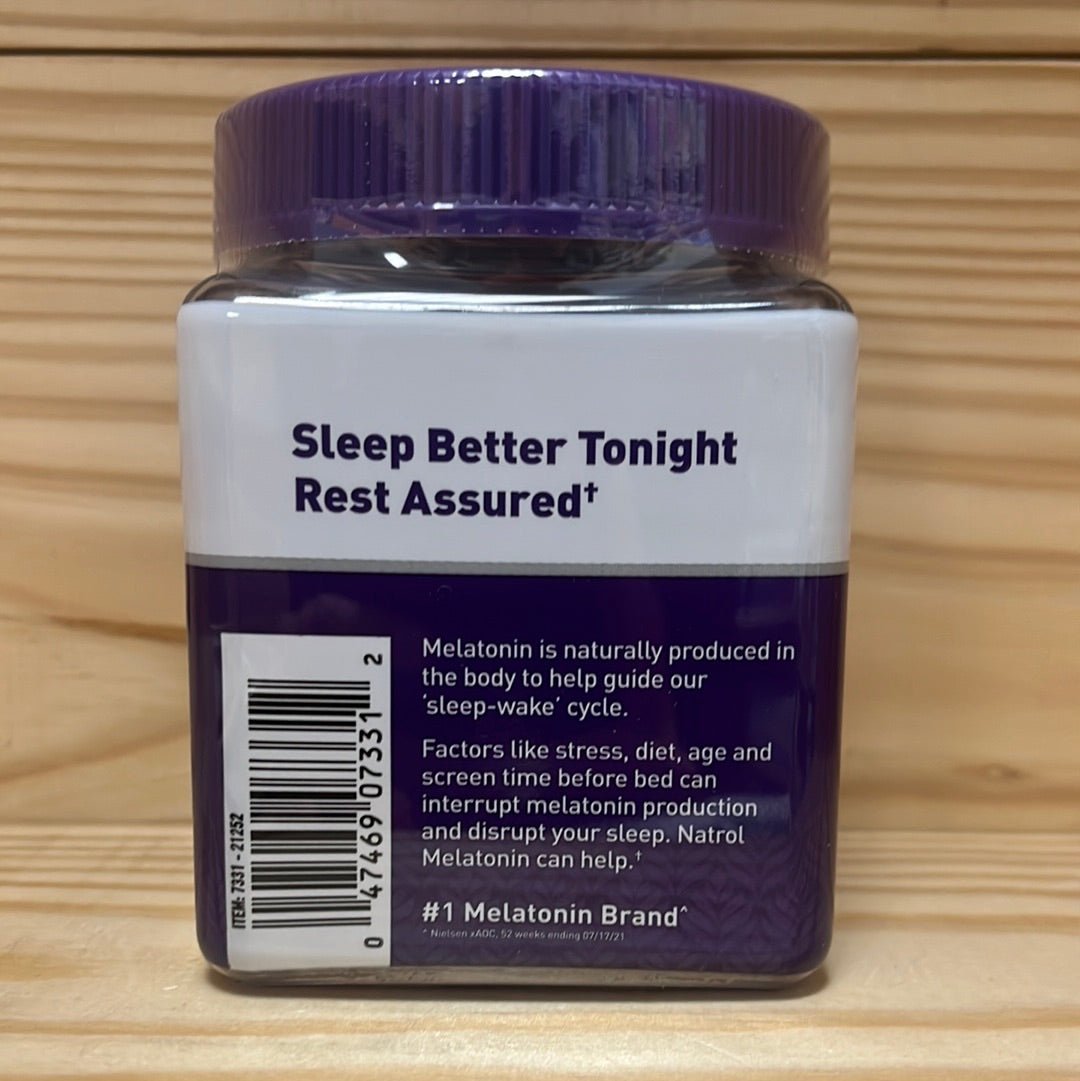 Sleep Better Tonight
Rest Assured†
Melatonin is naturally produced in
the body to help guide our
‘sleep-wake’ cycle.
Factors like stress, diet, age and
screen time before bed can
interrupt melatonin production
and disrupt your sleep. Natrol
Melatonin can help.†
#1 Melatonin Brand^
^ Nielsen xAOC, 52 weeks ending 07/17/21
ITEM: 7331 - 21252
0 47469 07331 2